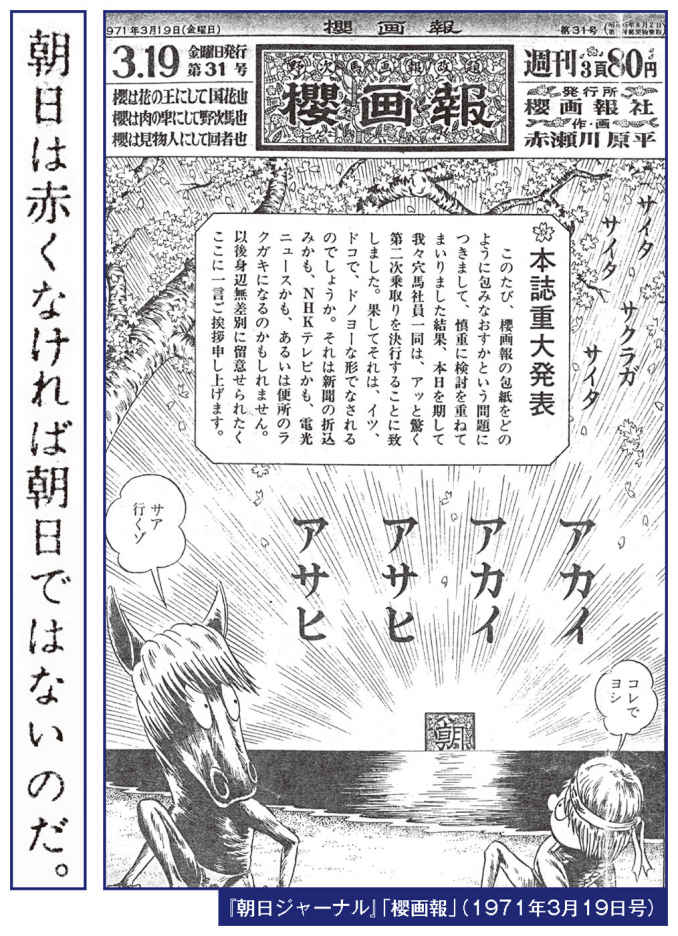 朝日は赤くなければ朝日ではないのだ。
971年3月19日(金曜日)
櫻画報
第31号
3.19
金曜日発行
第31号
櫻は花の王にして国花也
櫻は肉の牢にして野次馬也
櫻は見物人にして回者也
野次馬画報改題
櫻画報
週刊3頁80円
発行所
櫻画報社
作・画
赤瀬川原平
サイタ
サイタ
サクラガ
サイタ
本誌重大発表
このたび、櫻画報の包紙をどの
ように包みなおすかという問題に
つきまして、慎重に検討を重ねて
まいりました結果、本日を期して
我々穴馬社員一同は、アッと驚く
第二次乗取りを決行することに致
しました。果してそれは、イツ、
ドコで、ドノヨーな形でなされる
のでしょうか。それは新聞の折込
みかも、NHKテレビかも、電光
ニュースかも、あるいは便所のラ
クガキになるのかもしれません。
以後身辺無差別に留意せられたく
ここに一言ご挨拶申し上げます。
アカイ
アカイ
アサヒ
アサヒ
サア
行くゾ
コレで
ヨシ
朝
『朝日ジャーナル』「櫻画報」（1971年3月19日号）